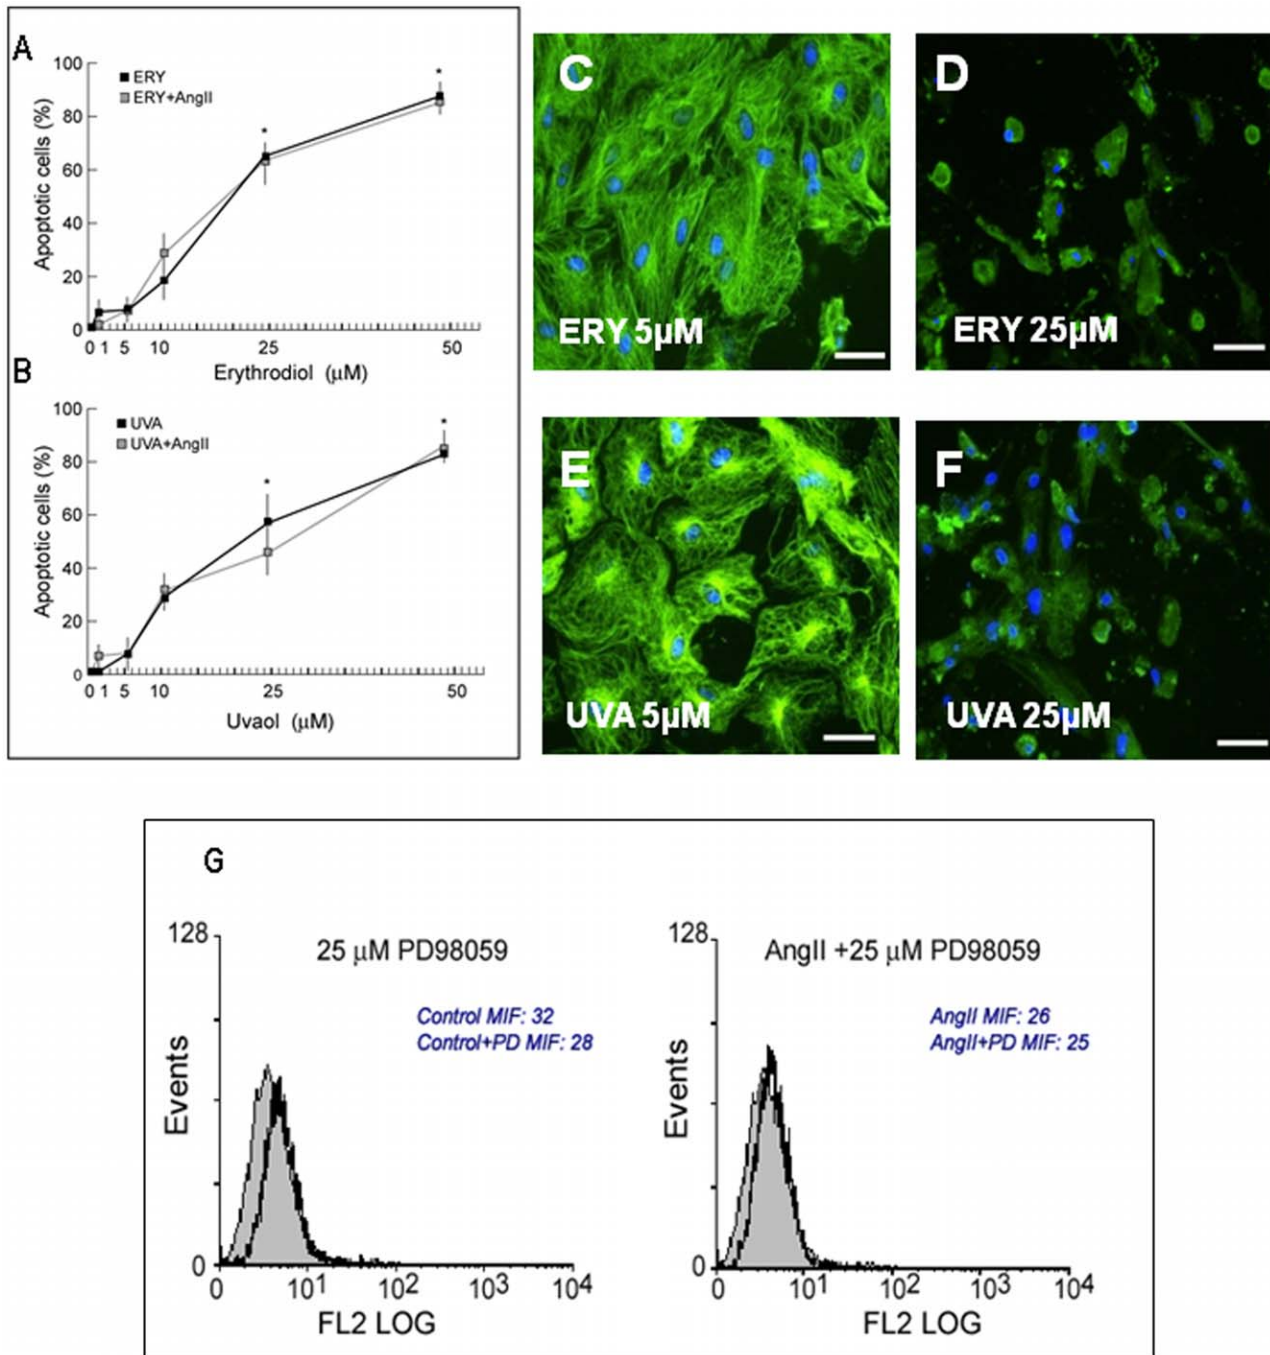 A
100
80
60
40
20
0
Apoptotic cells (%)
ERY
ERY+AngII
*
*
0 1 5 10 25 50
Erythrodiol (μM)
B
100
80
60
40
20
0
Apoptotic cells (%)
UVA
UVA+AngII
*
*
0 1 5 10 25 50
Uvaol (μM)
C
ERY 5μM
D
ERY 25μM
E
UVA 5μM
F
UVA 25μM
G
128
0
Events
25 μM PD98059
Control MIF: 32
Control+PD MIF: 28
0 10¹ 10² 10³ 10⁴
FL2 LOG
128
0
Events
AngII +25 μM PD98059
AngII MIF: 26
AngII+PD MIF: 25
0 10¹ 10² 10³ 10⁴
FL2 LOG